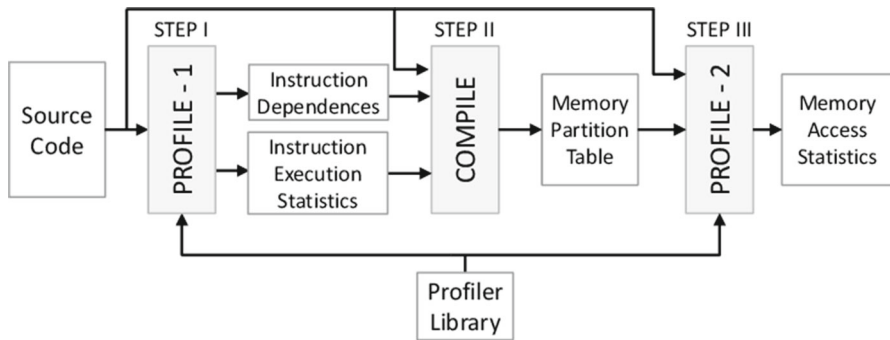 STEP I
STEP II
STEP III
Source
Code
PROFILE - 1
Instruction
Dependences
Instruction
Execution
Statistics
COMPILE
Memory
Partition
Table
PROFILE - 2
Memory
Access
Statistics
Profiler
Library